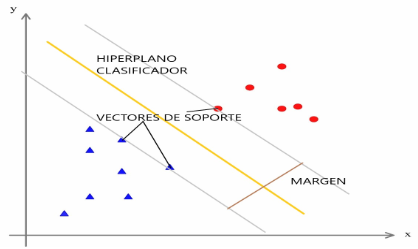 y
HIPERPLANO
CLASIFICADOR
VECTORES DE SOPORTE
MARGEN
x